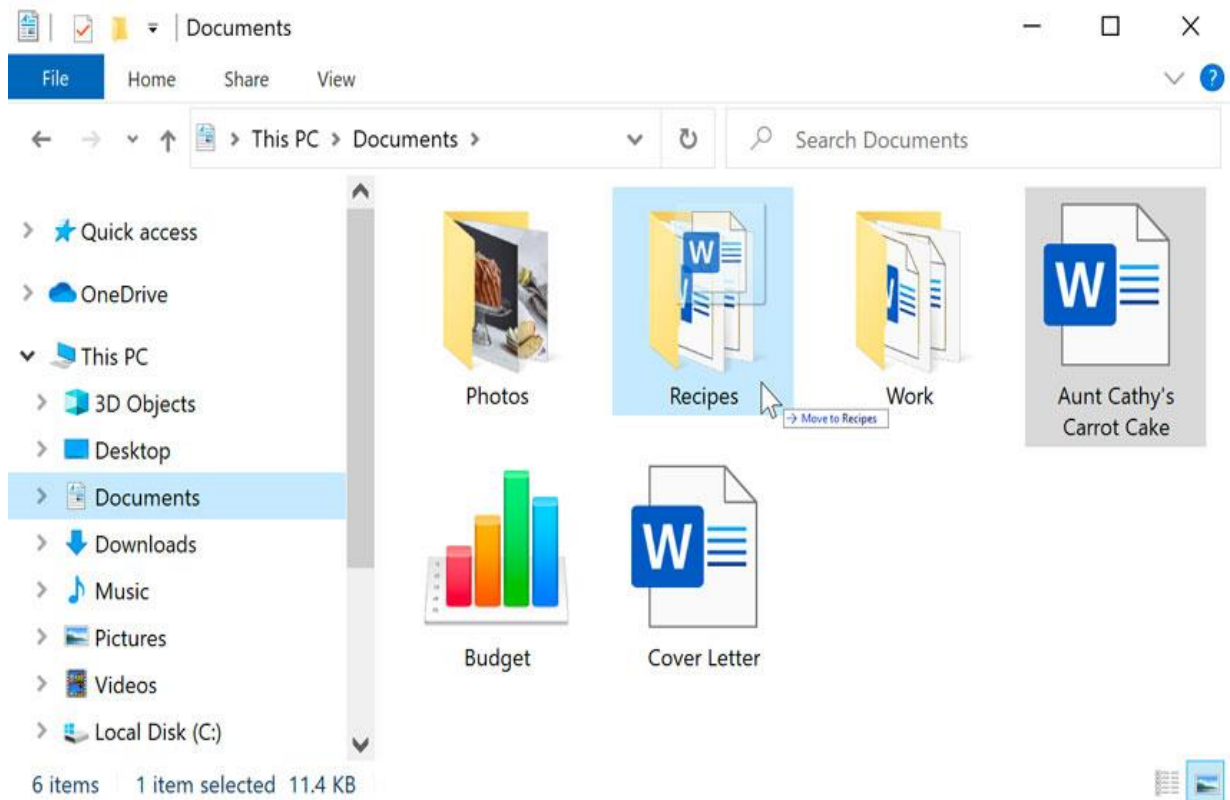 Documents
File Home Share View
This PC > Documents >
Search Documents
Quick access
OneDrive
This PC
3D Objects
Desktop
Documents
Downloads
Music
Pictures
Videos
Local Disk (C:)
Photos
Recipes
→ Move to Recipes
Work
Aunt Cathy's
Carrot Cake
Budget
Cover Letter
W
W
W
6 items 1 item selected 11.4 KB